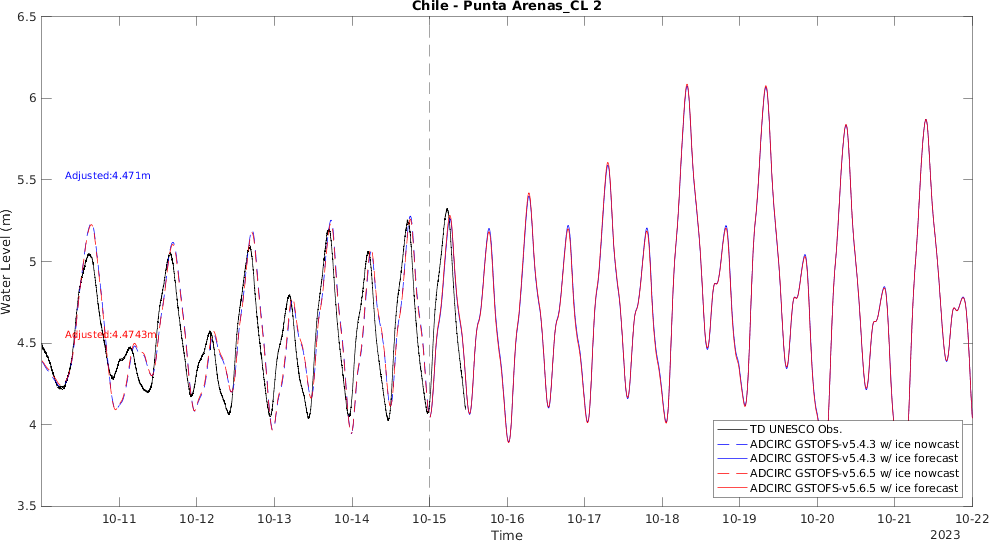 Chile - Punta Arenas_CL 2
6.5
6
5.5
5
4.5
4
3.5
Water Level (m)
Adjusted:4.471m
Adjusted:4.4743m
TD UNESCO Obs.
ADCIRC GSTOFS-v5.4.3 w/ ice nowcast
ADCIRC GSTOFS-v5.4.3 w/ ice forecast
ADCIRC GSTOFS-v5.6.5 w/ ice nowcast
ADCIRC GSTOFS-v5.6.5 w/ ice forecast
10-11 10-12 10-13 10-14 10-15 10-16 10-17 10-18 10-19 10-20 10-21 10-22
Time
2023